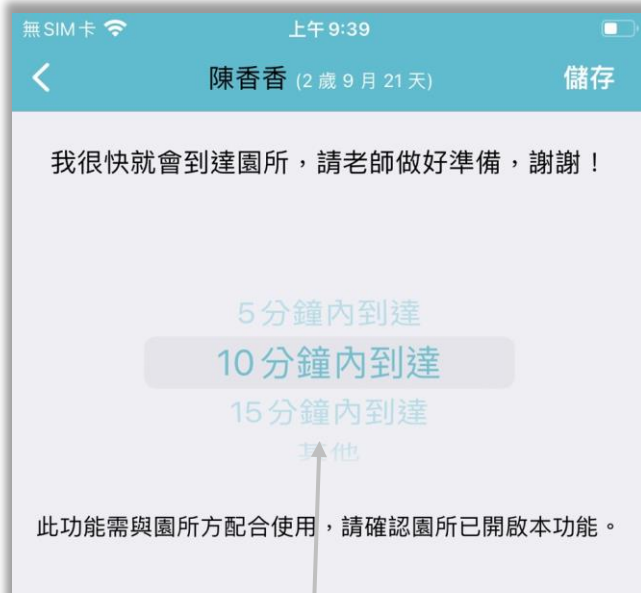 無SIM卡 上午9:39
陳香香 (2 歲 9 月 21 天) 儲存
我很快就會到達園所，請老師做好準備，謝謝！
5分鐘內到達
10分鐘內到達
15分鐘內到達
其他
此功能需與園所方配合使用，請確認園所已開啟本功能。